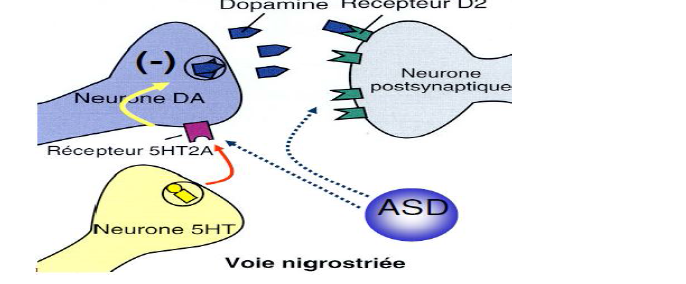 Dopamine Récepteur D2
(-)
Neurone DA
Neurone
postsynaptique
Récepteur 5HT2A
ASD
Neurone 5HT
Voie nigrostriée